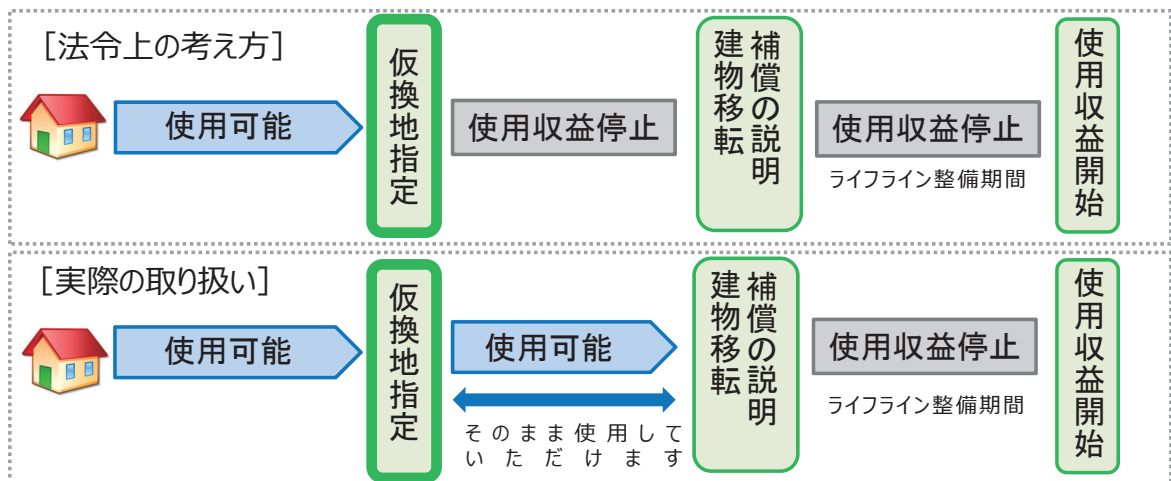 ［法令上の考え方］
使用可能
仮換地指定
使用収益停止
補償の説明
建物移転
使用収益停止
ライフライン整備期間
使用収益開始
［実際の取り扱い］
使用可能
仮換地指定
使用可能
そのまま使用して
いただけます
補償の説明
建物移転
使用収益停止
ライフライン整備期間
使用収益開始